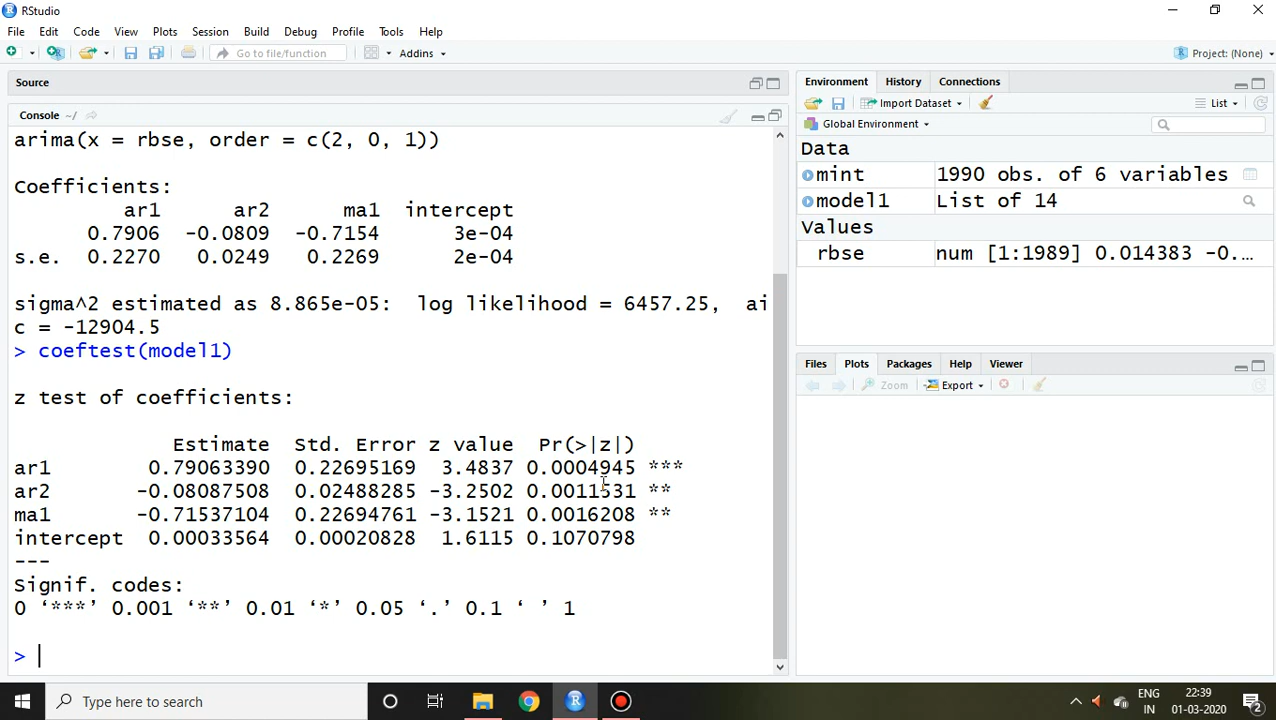 RStudio
File Edit Code View Plots Session Build Debug Profile Tools Help
Go to file/function Addins Project: (None)
Source
Console ~/
arima(x = rbse, order = c(2, 0, 1))
Coefficients:
ar1 ar2 ma1 intercept
0.7906 -0.0809 -0.7154 3e-04
s.e. 0.2270 0.0249 0.2269 2e-04
sigma^2 estimated as 8.865e-05: log likelihood = 6457.25, ai
c = -12904.5
> coeftest(model1)
z test of coefficients:
Estimate Std. Error z value Pr(>|z|)
ar1 0.79063390 0.22695169 3.4837 0.0004945 ***
ar2 -0.08087508 0.02488285 -3.2502 0.0011531 **
ma1 -0.71537104 0.22694761 -3.1521 0.0016208 **
intercept 0.00033564 0.00020828 1.6115 0.1070798
---
Signif. codes:
0 ‘***’ 0.001 ‘**’ 0.01 ‘*’ 0.05 ‘.’ 0.1 ‘ ’ 1
>
Environment History Connections
Import Dataset List
Global Environment
Data
mint 1990 obs. of 6 variables
model1 List of 14
Values
rbse num [1:1989] 0.014383 -0.…
Files Plots Packages Help Viewer
Zoom Export
Type here to search
ENG 22:39
IN 01-03-2020
2